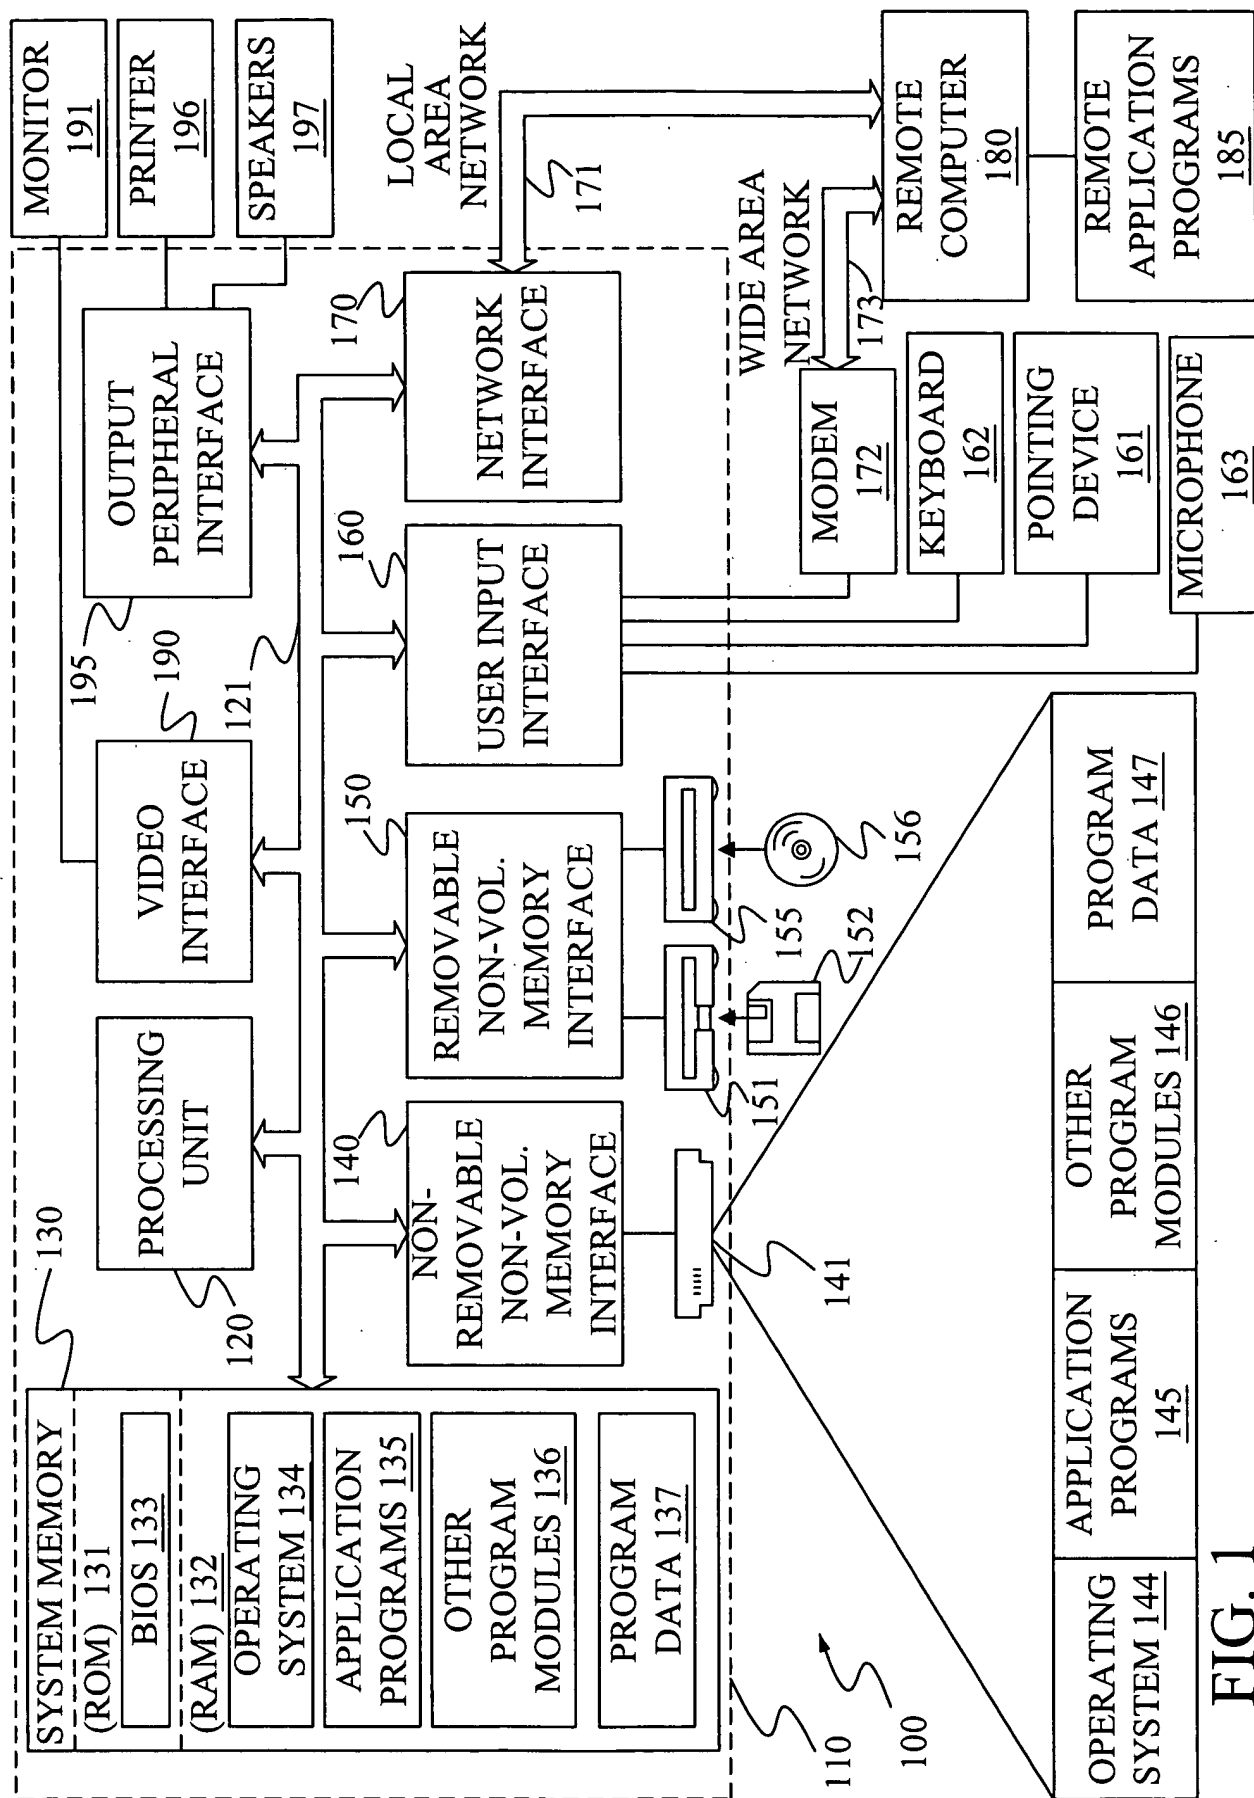 SYSTEM MEMORY
(ROM) 131
BIOS 133
(RAM) 132
OPERATING
SYSTEM 134
APPLICATION
PROGRAMS 135
OTHER
PROGRAM
MODULES 136
PROGRAM
DATA 137
130
PROCESSING
UNIT
120
VIDEO
INTERFACE
190
121
OUTPUT
PERIPHERAL
INTERFACE
195
MONITOR
191
PRINTER
196
SPEAKERS
197
NON-
REMOVABLE
NON-VOL.
MEMORY
INTERFACE
140
REMOVABLE
NON-VOL.
MEMORY
INTERFACE
150
USER INPUT
INTERFACE
160
NETWORK
INTERFACE
170
LOCAL
AREA
NETWORK
171
141
151
152
155
156
WIDE AREA
NETWORK
173
MODEM
172
KEYBOARD
162
POINTING
DEVICE
161
MICROPHONE
163
REMOTE
COMPUTER
180
REMOTE
APPLICATION
PROGRAMS
185
110
100
OPERATING
SYSTEM 144
APPLICATION
PROGRAMS
145
OTHER
PROGRAM
MODULES 146
PROGRAM
DATA 147
FIG. 1